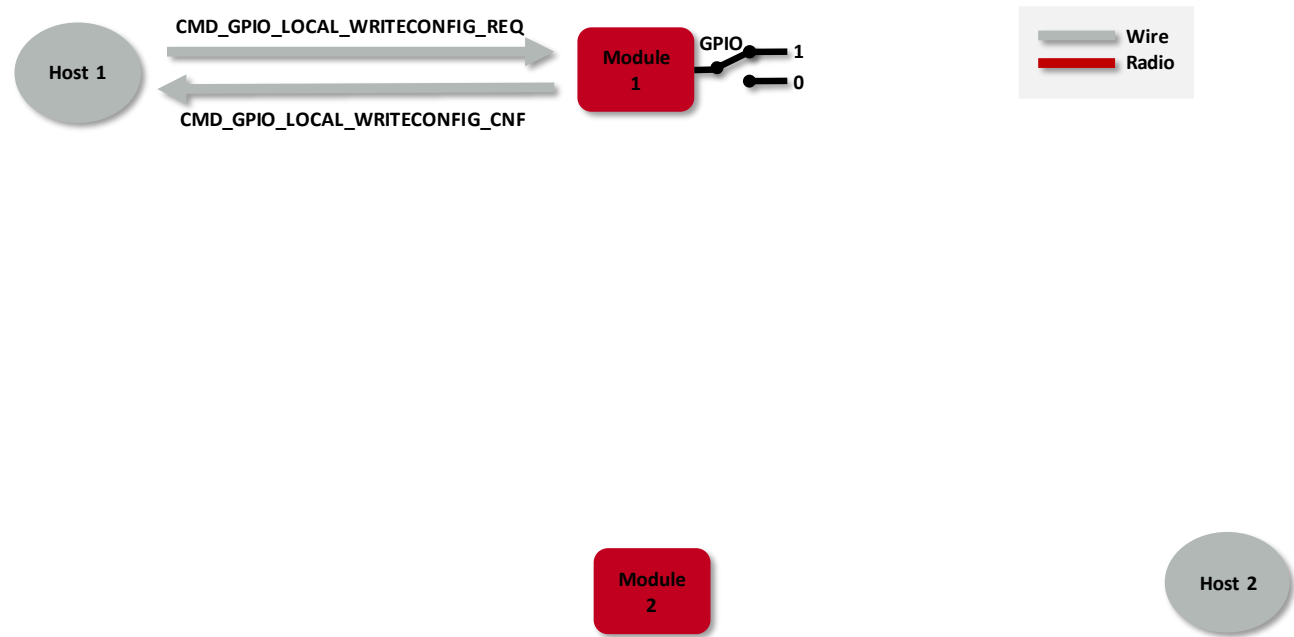 CMD_GPIO_LOCAL_WRITECONFIG_REQ
Host 1
CMD_GPIO_LOCAL_WRITECONFIG_CNF
Module
1
GPIO
1
0
Wire
Radio
Module
2
Host 2